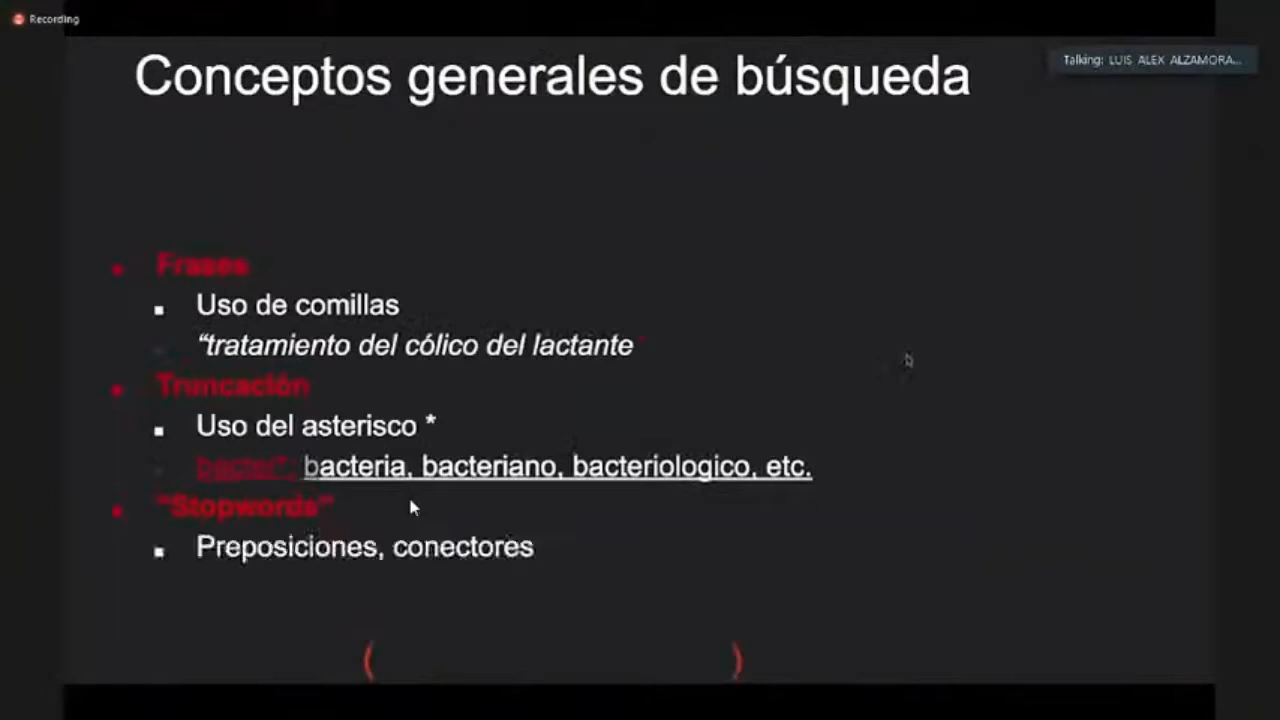 Recording
Conceptos generales de búsqueda
Talking: LUIS ALEX ALZAMORA...
Frases
Uso de comillas
“tratamiento del cólico del lactante”
Truncación
Uso del asterisco *
bacter*: bacteria, bacteriano, bacteriologico, etc.
"Stopwords"
Preposiciones, conectores
( )